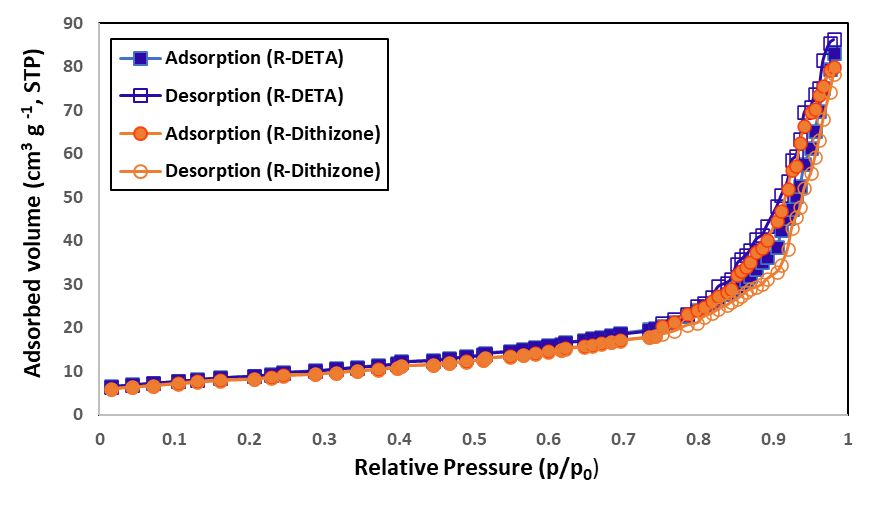 90
80
70
60
50
40
30
20
10
0
Adsorbed volume (cm³ g ⁻¹, STP)
Adsorption (R-DETA)
Desorption (R-DETA)
Adsorption (R-Dithizone)
Desorption (R-Dithizone)
0 0.1 0.2 0.3 0.4 0.5 0.6 0.7 0.8 0.9 1
Relative Pressure (p/p₀)